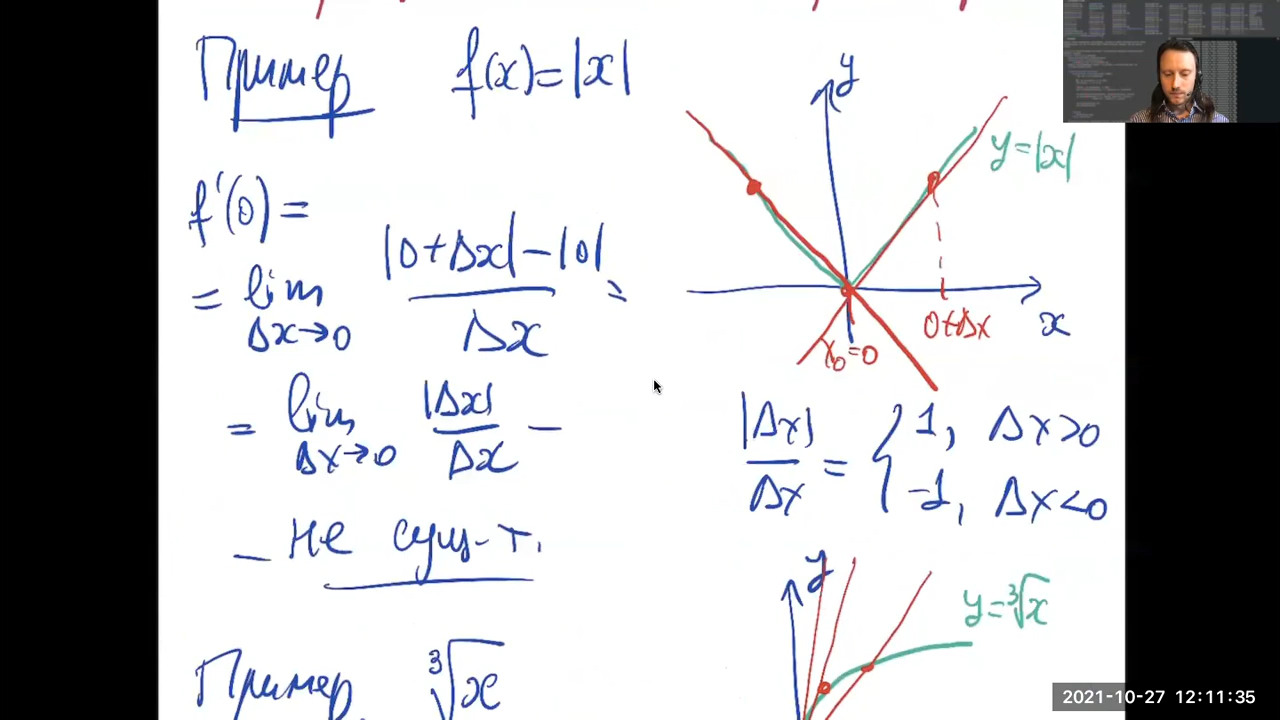 Пример f(x)=|x|
y
y=|x|
f'(0)=
= lim Δx→0 |0+Δx|-|0| / Δx =
0+Δx
x
x₀=0
= lim Δx→0 |Δx| / Δx —
|Δx| / Δx = { 1, Δx>0
-1, Δx<0
— не сущ-т.
y
y=∛x
Пример ∛x
2021-10-27 12:11:35